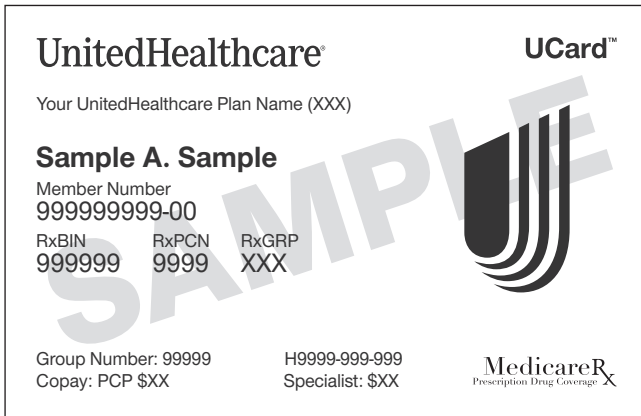 UnitedHealthcare®
UCard™
Your UnitedHealthcare Plan Name (XXX)
Sample A. Sample
Member Number
999999999-00
RxBIN RxPCN RxGRP
999999 9999 XXX
SAMPLE
Group Number: 99999 H9999-999-999
Copay: PCP $XX Specialist: $XX
MedicareRx
Prescription Drug Coverage